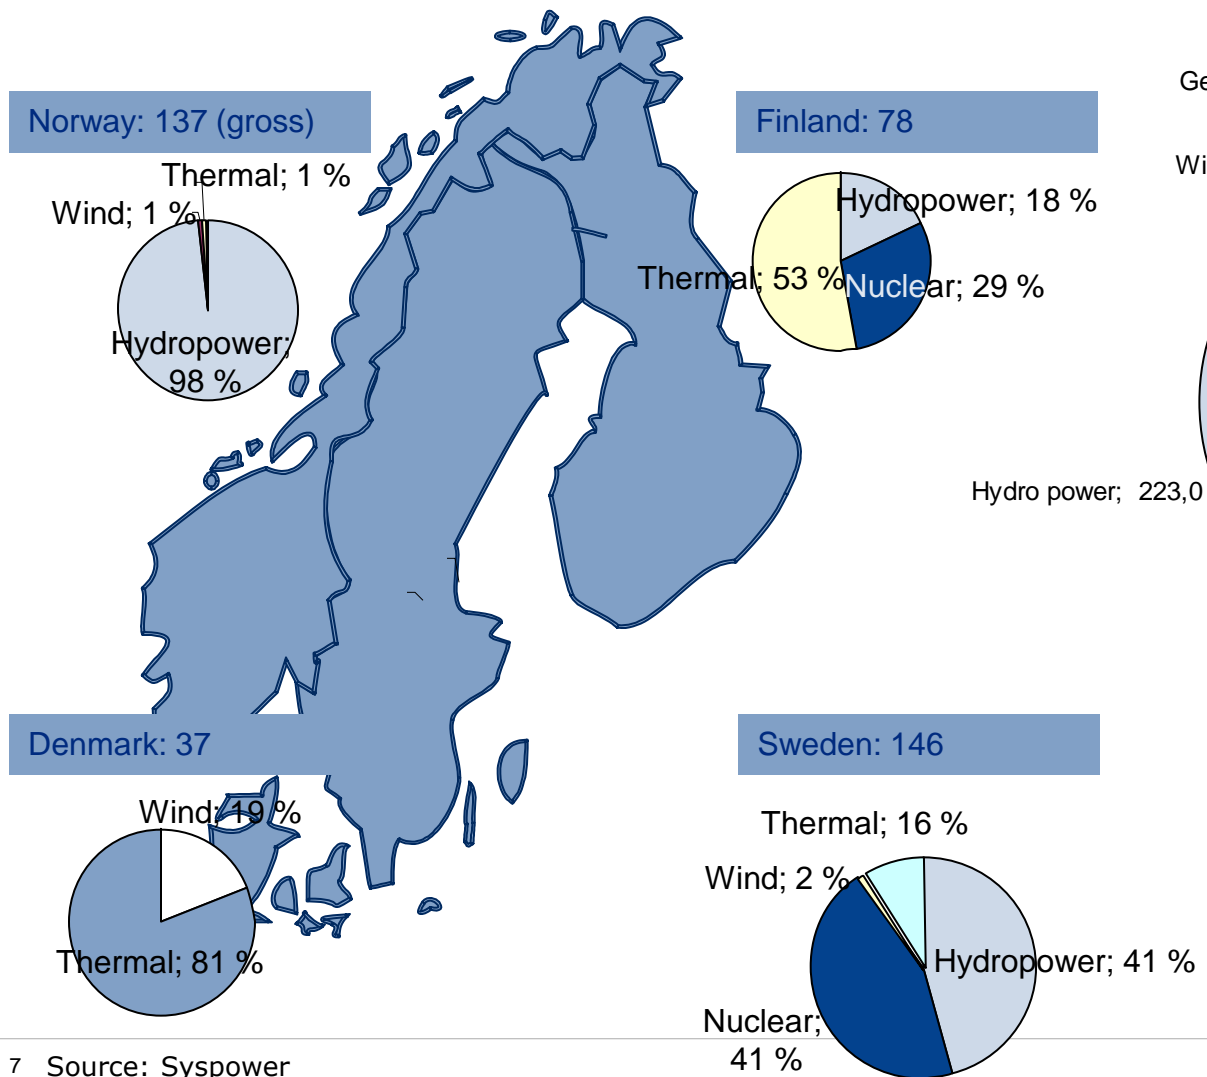 Ge
Norway: 137 (gross)
Finland: 78
Thermal; 1 %
Wi
Wind; 1 %
Hydropower; 18 %
Thermal; 53 %
Nuclear; 29 %
Hydropower;
98 %
Hydro power; 223,0
Denmark: 37
Sweden: 146
Wind; 19 %
Thermal; 16 %
Wind; 2 %
Thermal; 81 %
Hydropower; 41 %
Nuclear;
41 %
7 Source: Syspower